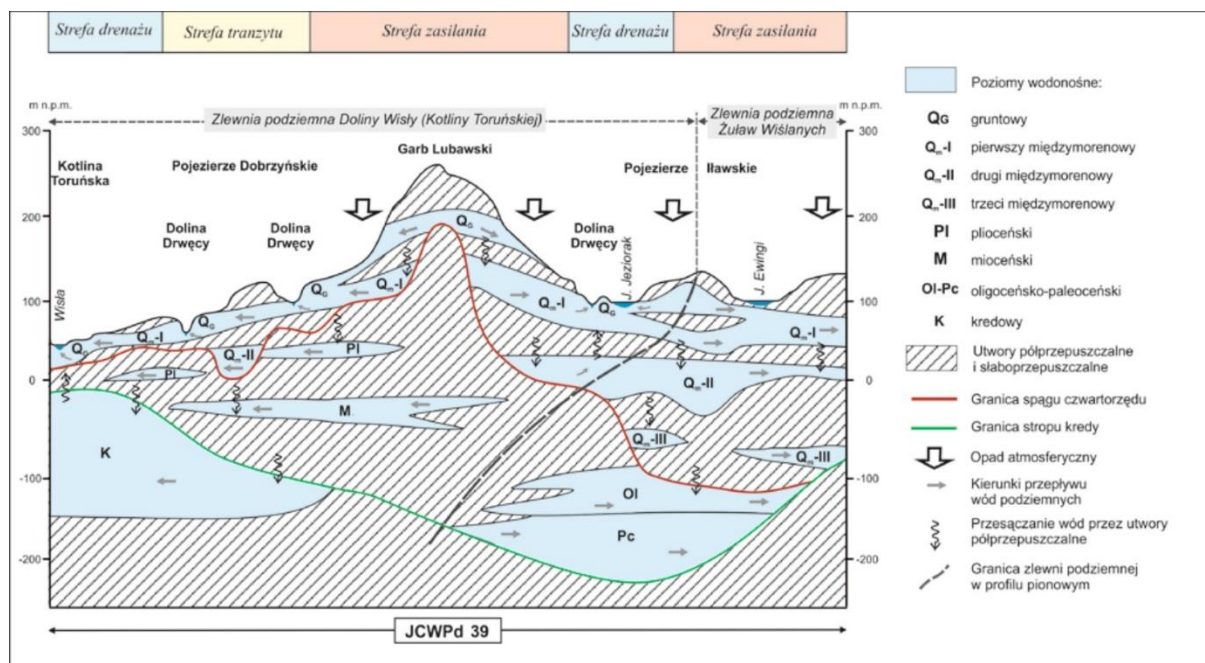 Strefa drenażu
Strefa tranzytu
Strefa zasilania
Strefa drenażu
Strefa zasilania
m n.p.m.
m n.p.m.
Zlewnia podziemna Doliny Wisły (Kotliny Toruńskiej)
Zlewnia podziemna
Żuław Wiślanych
300
200
100
0
-100
-200
300
200
100
0
-100
-200
Kotlina
Toruńska
Pojezierze Dobrzyńskie
Garb Lubawski
Pojezierze
Iławskie
Dolina
Drwęcy
Dolina
Drwęcy
Dolina
Drwęcy
Wisła
J. Jeziorak
J. Ewingi
QG
QG
QG
QG
QG
Qm-I
Qm-I
Qm-I
Qm-I
Qm-II
Qm-II
Qm-III
Qm-III
Pl
Pl
M
K
Ol
Pc
JCWPd 39
Poziomy wodonośne:
QG gruntowy
Qm-I pierwszy międzymorenowy
Qm-II drugi międzymorenowy
Qm-III trzeci międzymorenowy
Pl plioceński
M mioceński
Ol-Pc oligoceńsko-paleoceński
K kredowy
Utwory półprzepuszczalne
i słaboprzepuszczalne
Granica spągu czwartorzędu
Granica stropu kredy
Opad atmosferyczny
Kierunki przepływu
wód podziemnych
Przesączanie wód przez utwory
półprzepuszczalne
Granica zlewni podziemnej
w profilu pionowym